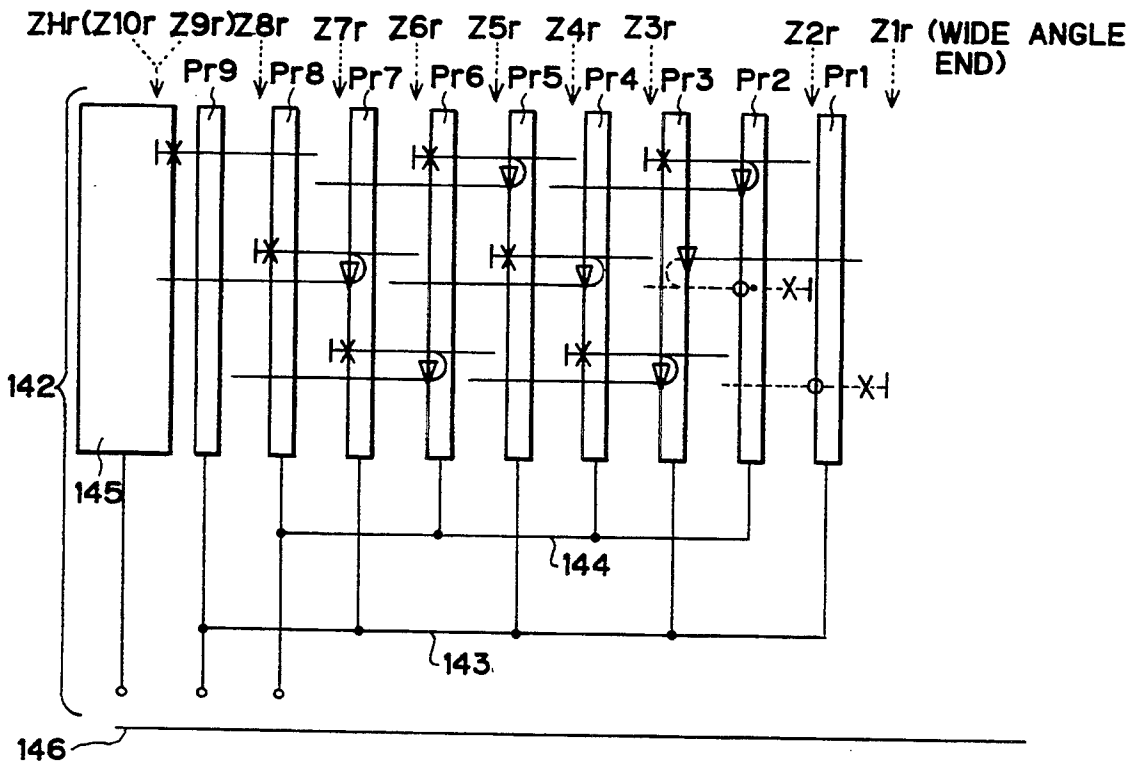 ZHr(Z10r Z9r) Z8r Z7r Z6r Z5r Z4r Z3r Z2r Z1r (WIDE ANGLE
END)
Pr9 Pr8 Pr7 Pr6 Pr5 Pr4 Pr3 Pr2 Pr1
142
145
144
143
146